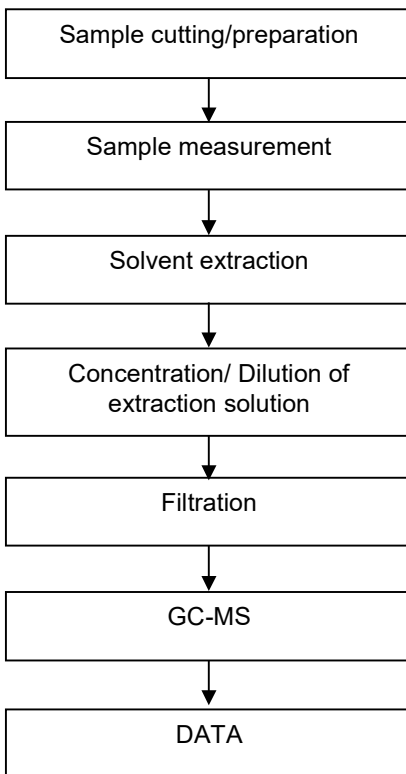 Sample cutting/preparation
Sample measurement
Solvent extraction
Concentration/ Dilution of
extraction solution
Filtration
GC-MS
DATA